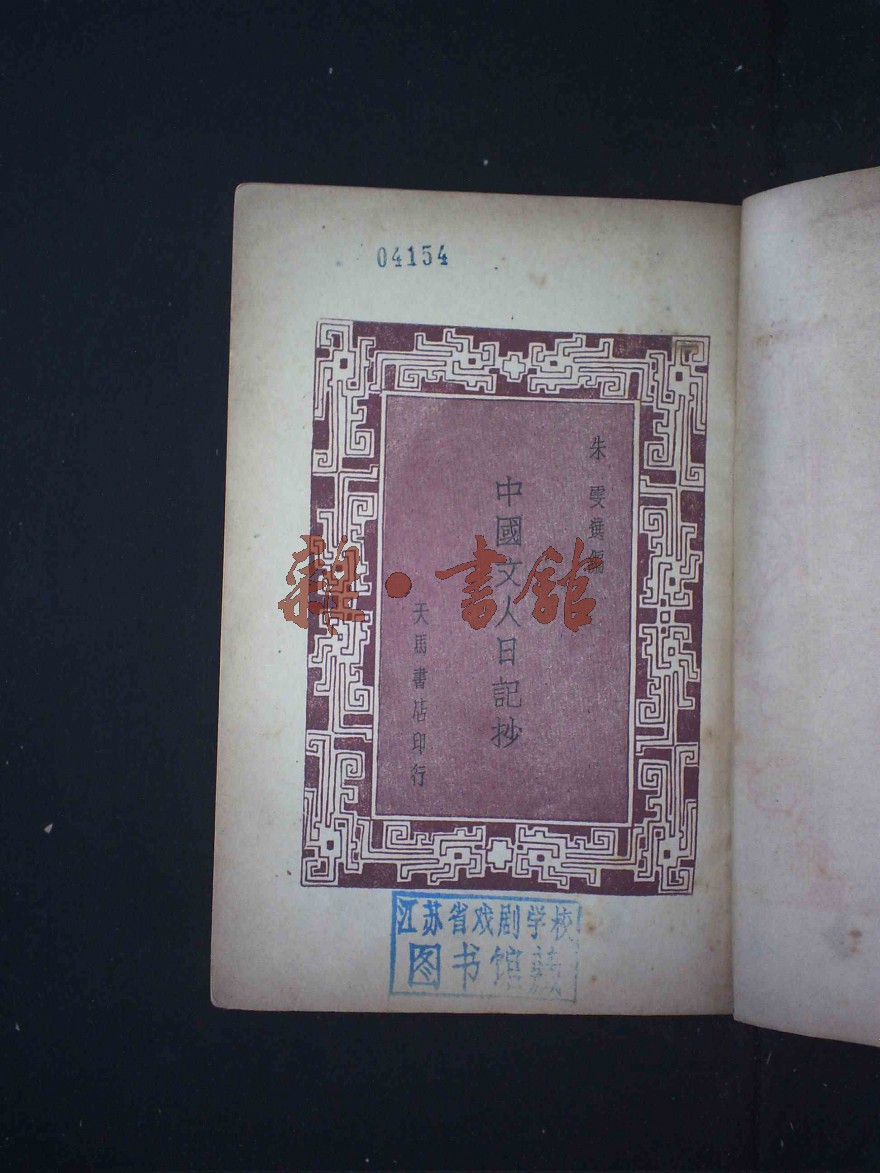 04154
朱雯撰編
中國文人日記抄
天馬書店印行
雜·書館
江苏省戏剧学校
图书馆藏